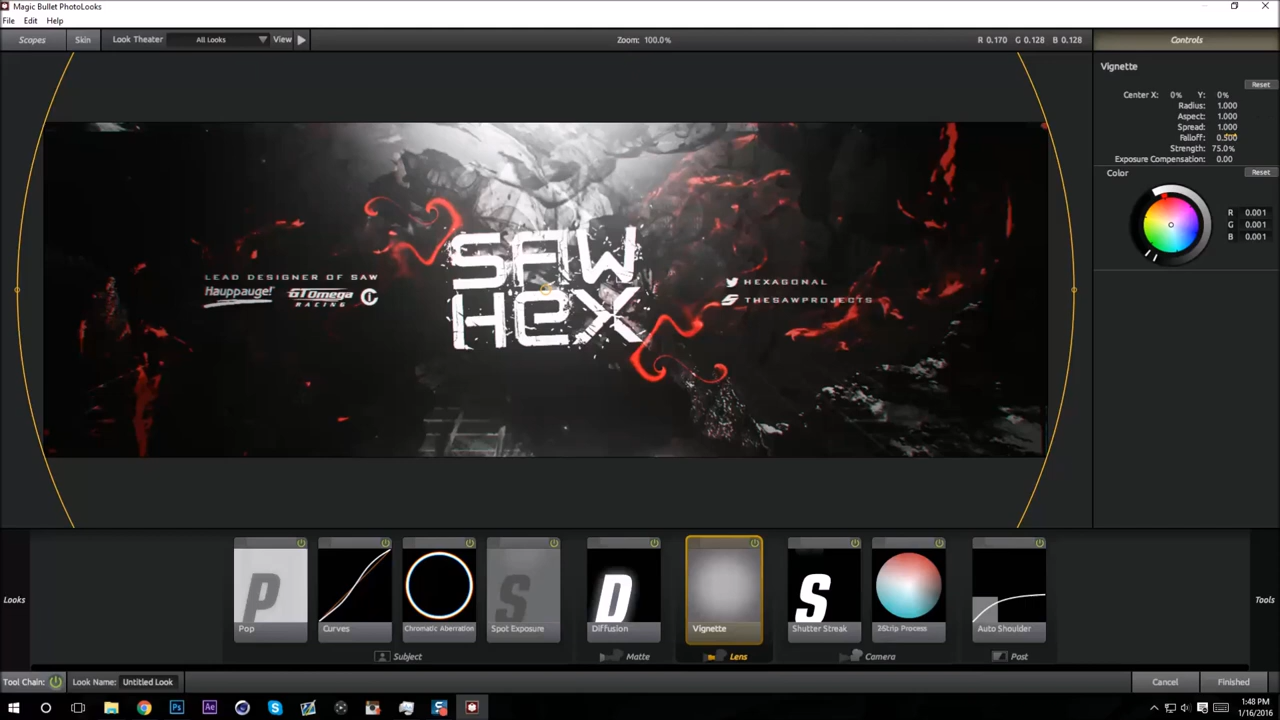 Magic Bullet PhotoLooks
File Edit Help
Scopes Skin Look Theater All Looks View Zoom: 100.0% R 0.170 G 0.128 B 0.128 Controls
Vignette
Reset
Center X: 0% Y: 0%
Radius: 1.000
Aspect: 1.000
Spread: 1.000
Falloff: 0.500
Strength: 75.0%
Exposure Compensation: 0.00
Color Reset
R 0.001
G 0.001
B 0.001
SAW
HEX
LEAD DESIGNER OF SAW
Hauppauge! GT Omega
RACING
HEXAGONAL
THESAWPROJECTS
P Pop
Curves
Chromatic Aberration
S Spot Exposure
D Diffusion
Vignette
S Shutter Streak
2-Strip Process
Auto Shoulder
Looks
Tools
Subject Matte Lens Camera Post
Tool Chain: Look Name: Untitled Look Cancel Finished
Ps Ae
1:48 PM
1/16/2016